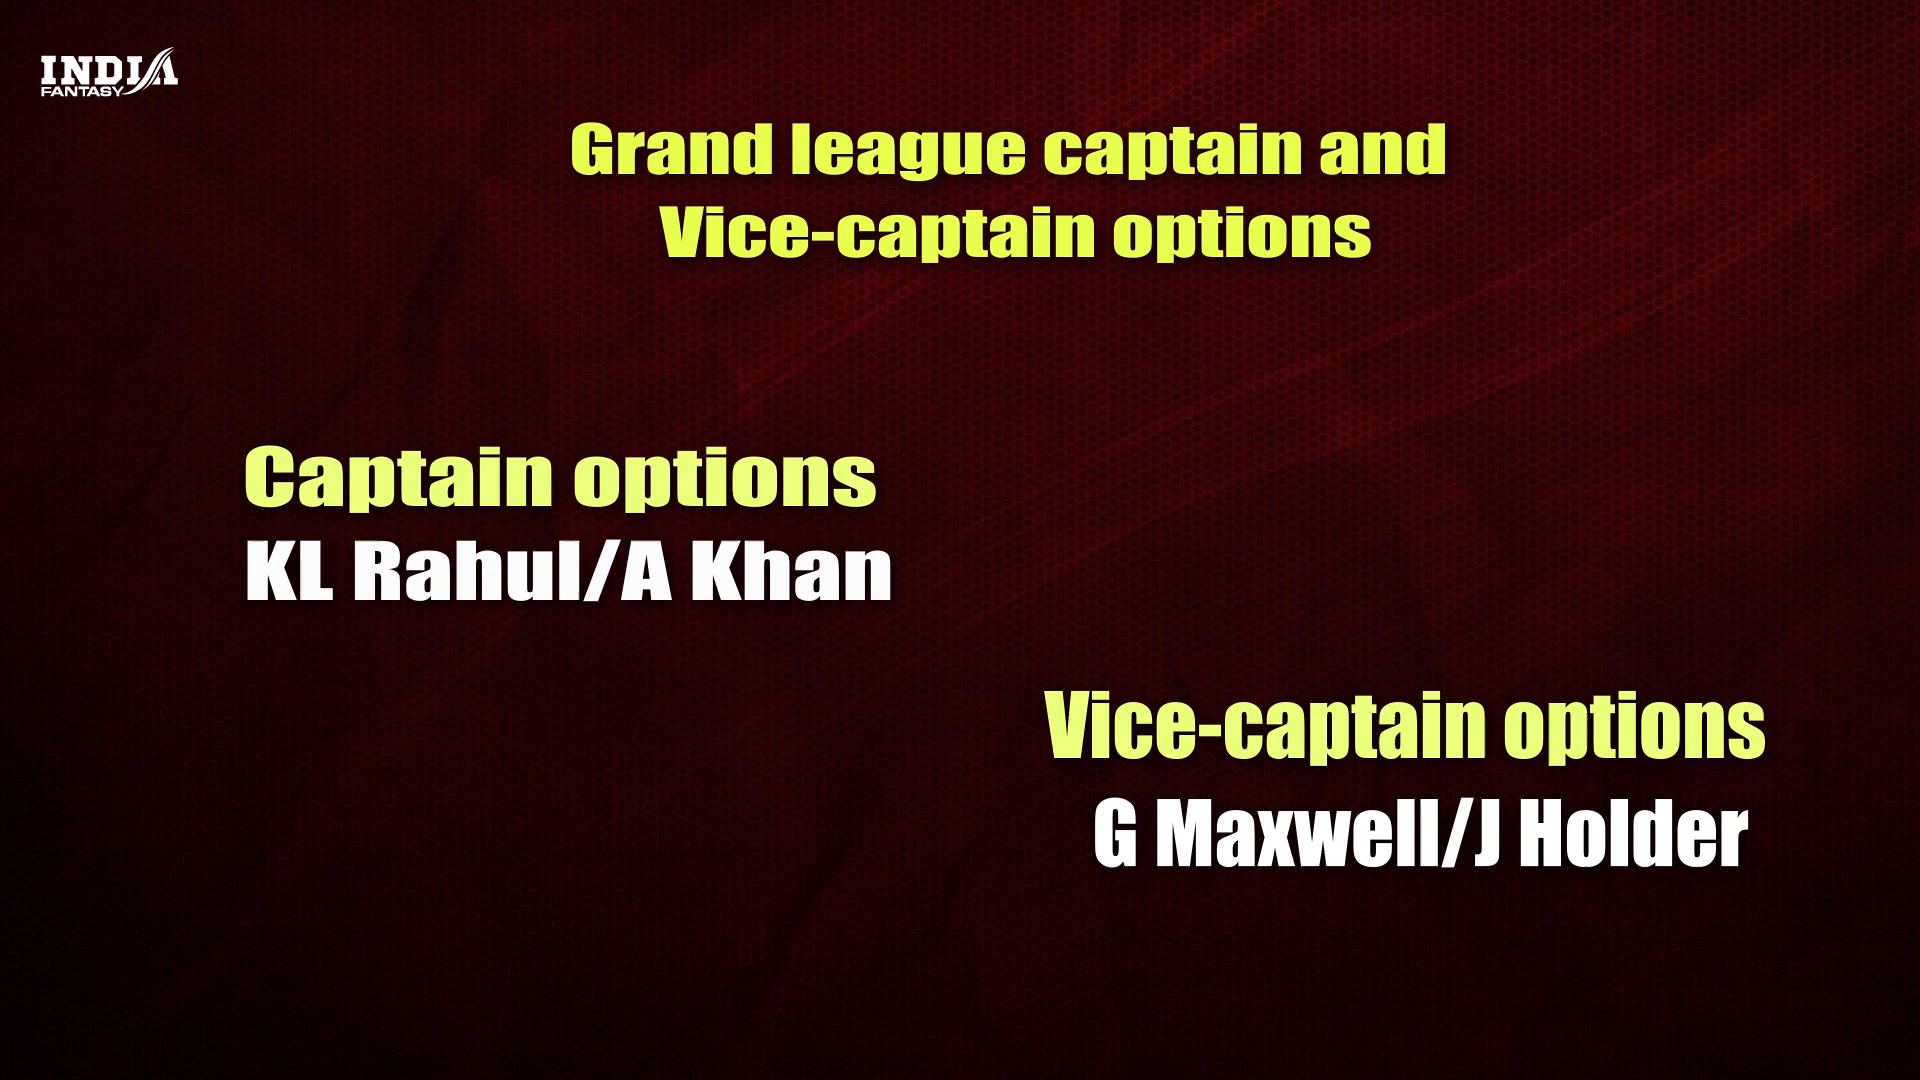 INDIA
FANTASY
Grand league captain and
Vice-captain options
Captain options
KL Rahul/A Khan
Vice-captain options
G Maxwell/J Holder